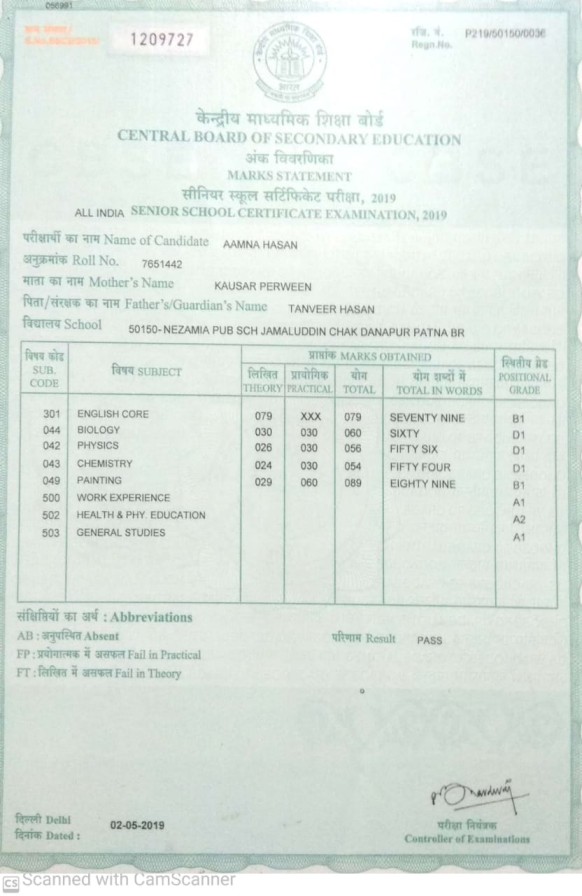 056991
1209727
रजि. नं.
Regn.No. P219/50150/0036
भारत
केन्द्रीय माध्यमिक शिक्षा बोर्ड
CENTRAL BOARD OF SECONDARY EDUCATION
अंक विवरणिका
MARKS STATEMENT
सीनियर स्कूल सर्टिफिकेट परीक्षा, 2019
ALL INDIA SENIOR SCHOOL CERTIFICATE EXAMINATION, 2019
परीक्षार्थी का नाम Name of Candidate AAMNA HASAN
अनुक्रमांक Roll No. 7651442
माता का नाम Mother's Name KAUSAR PERWEEN
पिता/संरक्षक का नाम Father's/Guardian's Name TANVEER HASAN
विद्यालय School 50150-NEZAMIA PUB SCH JAMALUDDIN CHAK DANAPUR PATNA BR
विषय कोड SUB. CODE विषय SUBJECT प्राप्तांक MARKS OBTAINED स्थितीय ग्रेड POSITIONAL GRADE
लिखित THEORY प्रायोगिक PRACTICAL योग TOTAL योग शब्दों में TOTAL IN WORDS
301 ENGLISH CORE 079 XXX 079 SEVENTY NINE B1
044 BIOLOGY 030 030 060 SIXTY D1
042 PHYSICS 026 030 056 FIFTY SIX D1
043 CHEMISTRY 024 030 054 FIFTY FOUR D1
049 PAINTING 029 060 089 EIGHTY NINE B1
500 WORK EXPERIENCE A1
502 HEALTH & PHY. EDUCATION A2
503 GENERAL STUDIES A1
संक्षिप्तियों का अर्थ : Abbreviations
AB : अनुपस्थित Absent परिणाम Result PASS
FP : प्रयोगात्मक में असफल Fail in Practical
FT : लिखित में असफल Fail in Theory
दिल्ली Delhi
दिनांक Dated : 02-05-2019
परीक्षा नियंत्रक
Controller of Examinations
CS Scanned with CamScanner